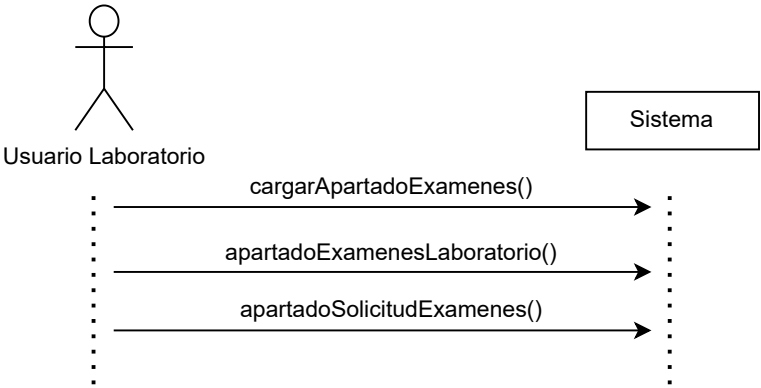 Usuario Laboratorio
Sistema
cargarApartadoExamenes()
apartadoExamenesLaboratorio()
apartadoSolicitudExamenes()